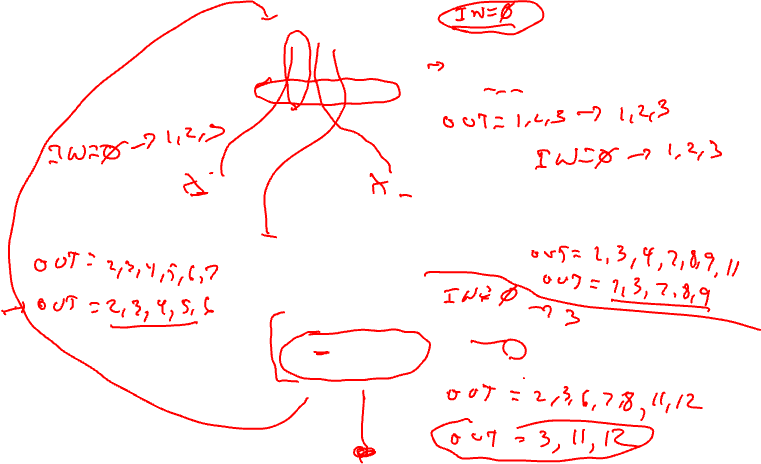 IN=∅
OUT=1,2,3→1,2,3
IN=∅→1,2,3
IN=∅→1,2,3
OUT=2,3,4,5,6,7
→OUT=2,3,4,5,6
OUT=2,3,4,7,8,9,11
OUT=1,3,7,8,9
IN=∅
→3
OUT=2,3,6,7,8,11,12
OUT=3,11,12